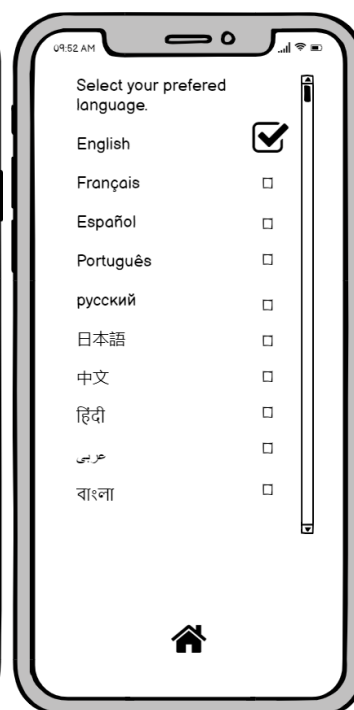 09:52 AM
Select your prefered
language.
English
Français
Español
Português
русский
日本語
中文
हिंदी
عربى
বাংলা